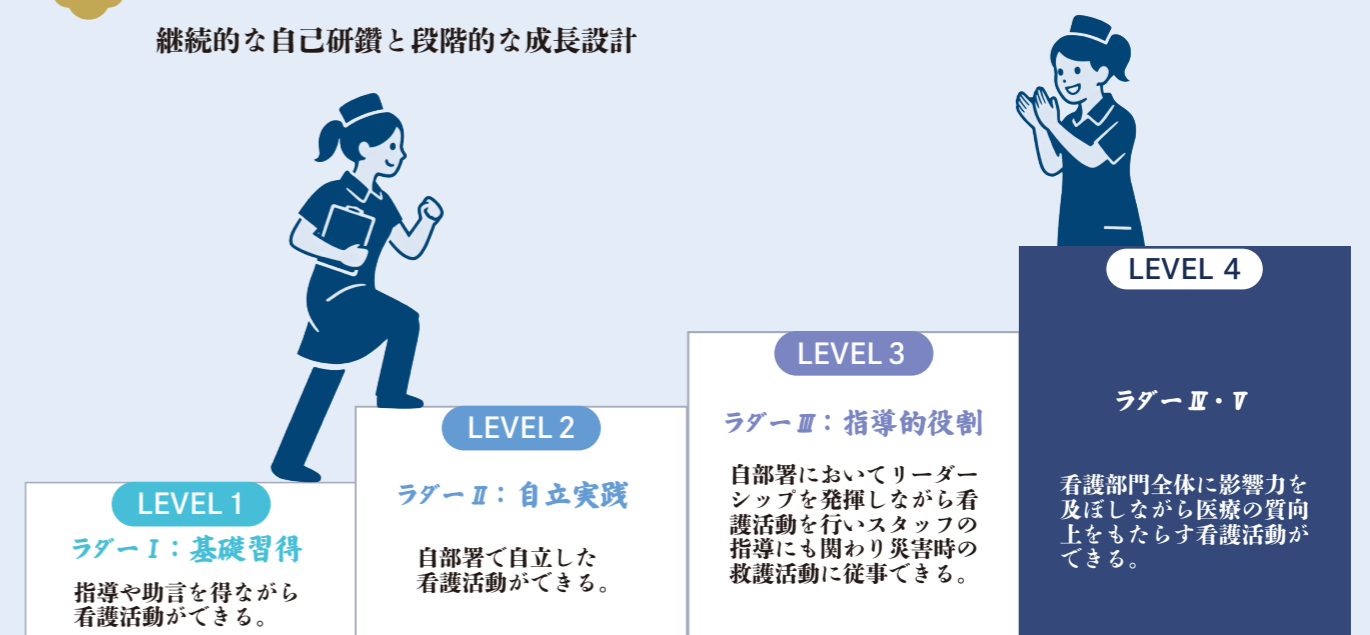 継続的な自己研鑽と段階的な成長設計
LEVEL 1
ラダーⅠ：基礎習得
指導や助言を得ながら
看護活動ができる。
LEVEL 2
ラダーⅡ：自立実践
自部署で自立した
看護活動ができる。
LEVEL 3
ラダーⅢ：指導的役割
自部署においてリーダー
シップを発揮しながら看
護活動を行いスタッフの
指導にも関わり災害時の
救護活動に従事できる。
LEVEL 4
ラダーⅣ・Ⅴ
看護部門全体に影響力を
及ぼしながら医療の質向
上をもたらす看護活動が
できる。